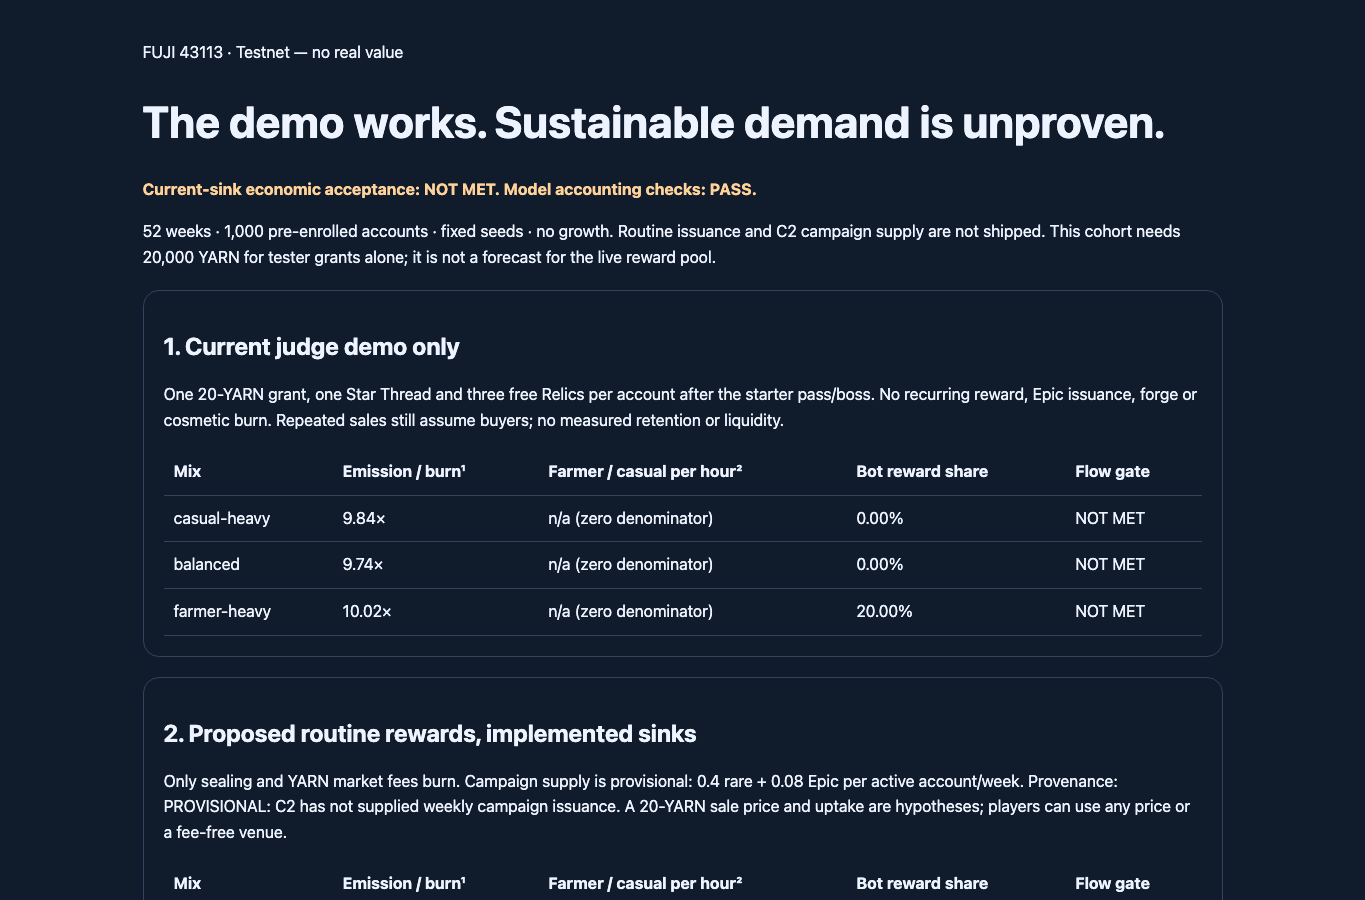 FUJI 43113 · Testnet — no real value
The demo works. Sustainable demand is unproven.
Current-sink economic acceptance: NOT MET. Model accounting checks: PASS.
52 weeks · 1,000 pre-enrolled accounts · fixed seeds · no growth. Routine issuance and C2 campaign supply are not shipped. This cohort needs
20,000 YARN for tester grants alone; it is not a forecast for the live reward pool.
1. Current judge demo only
One 20-YARN grant, one Star Thread and three free Relics per account after the starter pass/boss. No recurring reward, Epic issuance, forge or
cosmetic burn. Repeated sales still assume buyers; no measured retention or liquidity.
Mix Emission / burn¹ Farmer / casual per hour² Bot reward share Flow gate
casual-heavy 9.84× n/a (zero denominator) 0.00% NOT MET
balanced 9.74× n/a (zero denominator) 0.00% NOT MET
farmer-heavy 10.02× n/a (zero denominator) 20.00% NOT MET
2. Proposed routine rewards, implemented sinks
Only sealing and YARN market fees burn. Campaign supply is provisional: 0.4 rare + 0.08 Epic per active account/week. Provenance:
PROVISIONAL: C2 has not supplied weekly campaign issuance. A 20-YARN sale price and uptake are hypotheses; players can use any price or
a fee-free venue.
Mix Emission / burn¹ Farmer / casual per hour² Bot reward share Flow gate